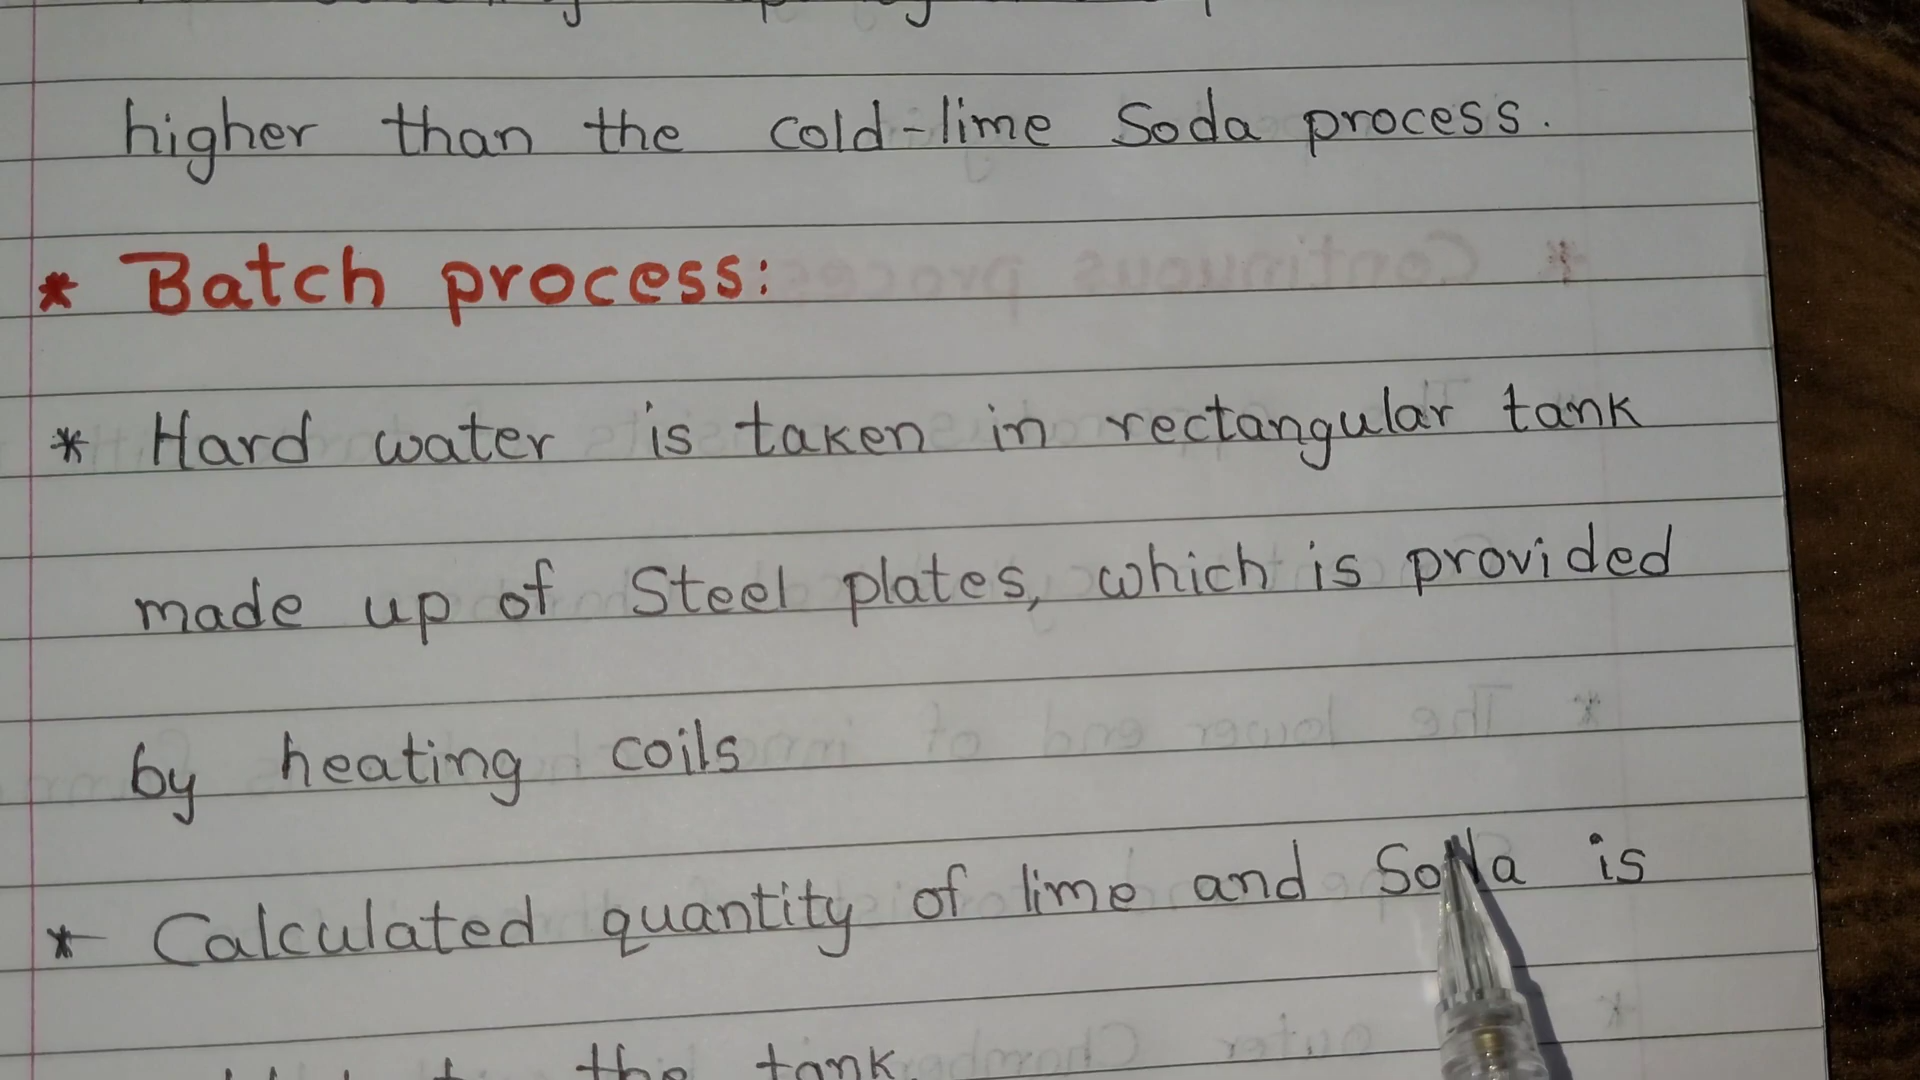 higher than the cold-lime Soda process.
* Batch process:
* Hard water is taken in rectangular tank
made up of Steel plates, which is provided
by heating coils
* Calculated quantity of lime and Soda is
the tank